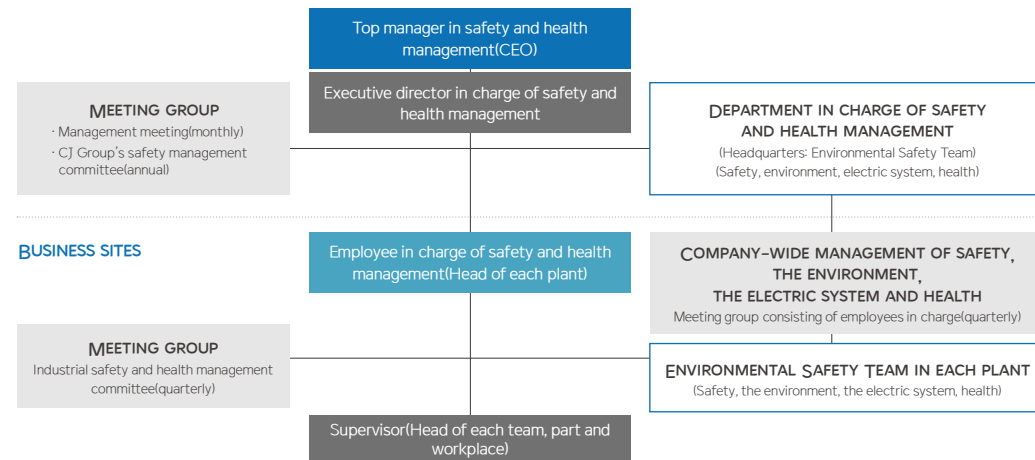 Top manager in safety and health
management(CEO)
Executive director in charge of safety and
health management
MEETING GROUP
· Management meeting(monthly)
· CJ Group's safety management
committee(annual)
DEPARTMENT IN CHARGE OF SAFETY
AND HEALTH MANAGEMENT
(Headquarters: Environmental Safety Team)
(Safety, environment, electric system, health)
BUSINESS SITES
Employee in charge of safety and health
management(Head of each plant)
COMPANY-WIDE MANAGEMENT OF SAFETY,
THE ENVIRONMENT,
THE ELECTRIC SYSTEM AND HEALTH
Meeting group consisting of employees in charge(quarterly)
MEETING GROUP
Industrial safety and health management
committee(quarterly)
ENVIRONMENTAL SAFETY TEAM IN EACH PLANT
(Safety, the environment, the electric system, health)
Supervisor(Head of each team, part and
workplace)